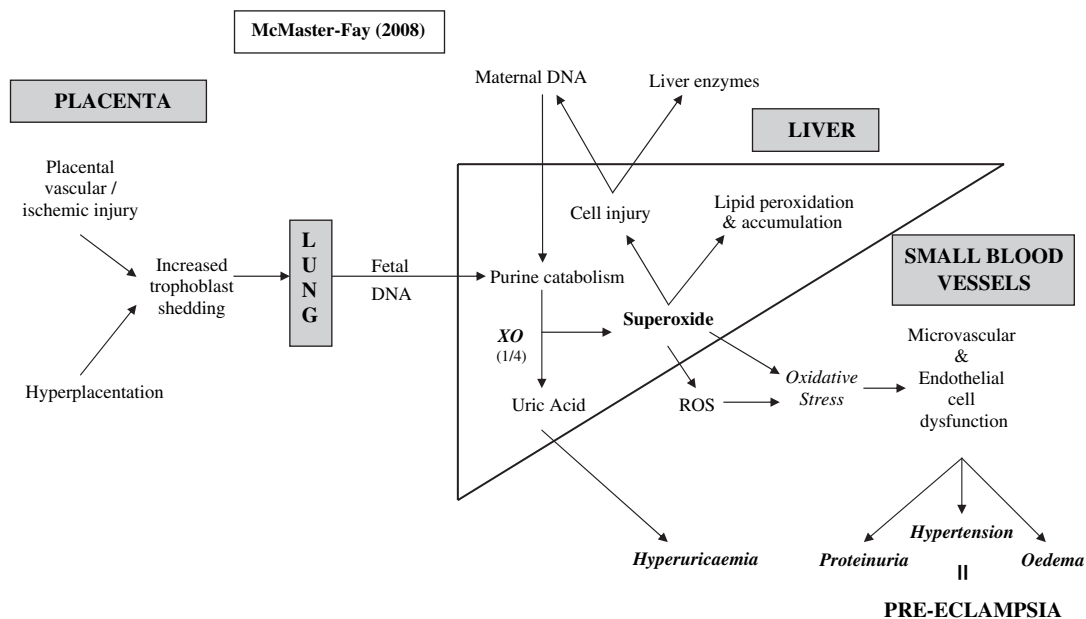 McMaster-Fay (2008)
PLACENTA
Placental
vascular /
ischemic injury
Increased
trophoblast
shedding
Hyperplacentation
L
U
N
G
Fetal
DNA
Maternal DNA
Liver enzymes
LIVER
Cell injury
Lipid peroxidation
& accumulation
Purine catabolism
XO
(1/4)
Superoxide
Uric Acid
ROS
Oxidative
Stress
SMALL BLOOD
VESSELS
Microvascular
&
Endothelial
cell
dysfunction
Hyperuricaemia
Proteinuria
Hypertension
Oedema
=
PRE-ECLAMPSIA